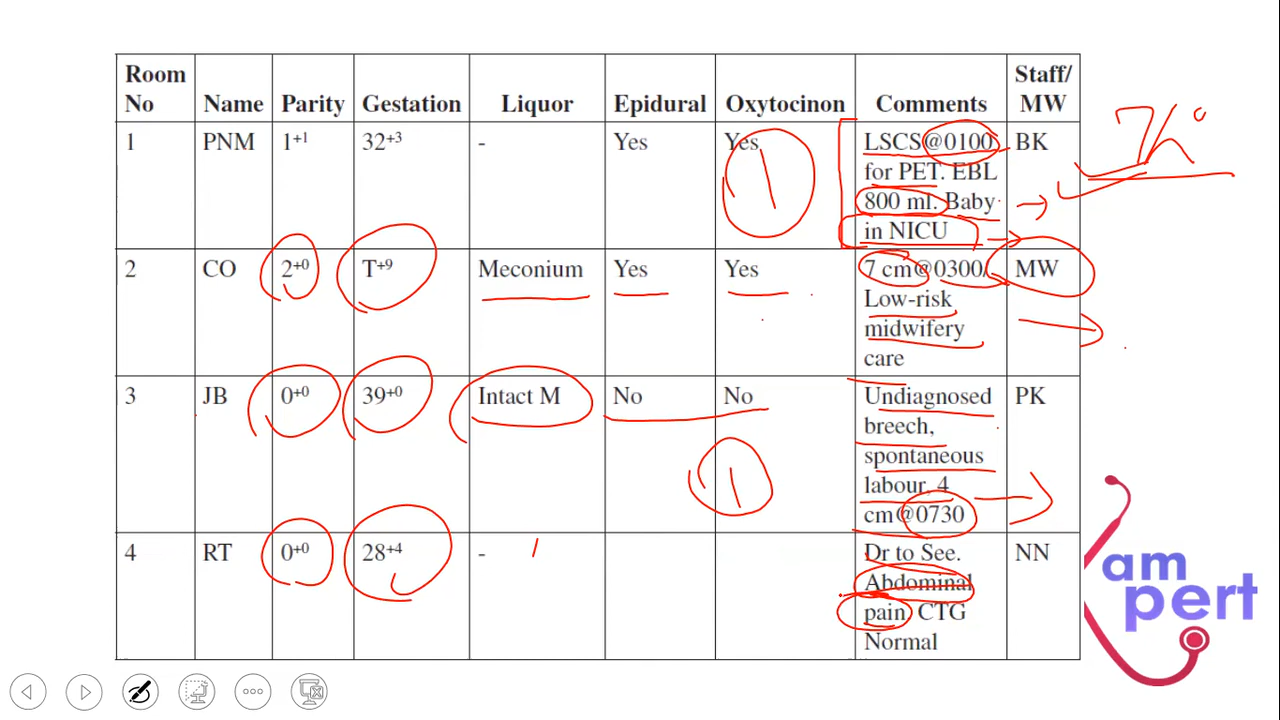 Room No Name Parity Gestation Liquor Epidural Oxytocinon Comments Staff/ MW
1 PNM 1+1 32+3 - Yes Yes LSCS@0100 BK
for PET. EBL
800 ml. Baby
in NICU
2 CO 2+0 T+9 Meconium Yes Yes 7 cm@0300/ MW
Low-risk
midwifery
care
3 JB 0+0 39+0 Intact M No No Undiagnosed PK
breech,
spontaneous
labour, 4
cm@0730
4 RT 0+0 28+4 - Dr to See. NN
Abdominal
pain. CTG
Normal
am
pert